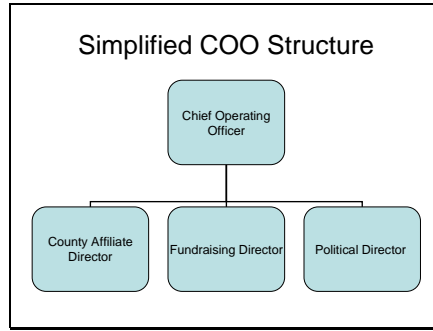 Simplified COO Structure
Chief Operating
Officer
County Affiliate
Director
Fundraising Director
Political Director